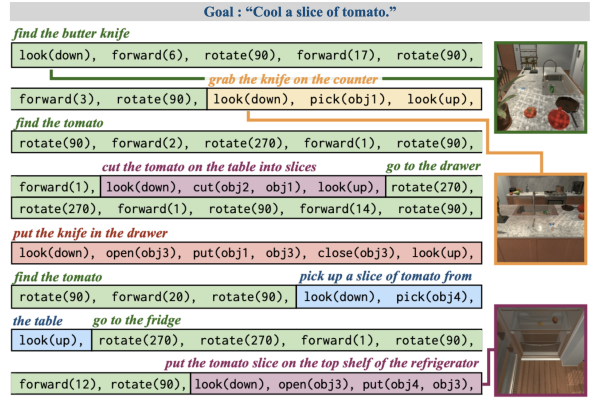 Goal : “Cool a slice of tomato.”
find the butter knife
look(down), forward(6), rotate(90), forward(17), rotate(90),
grab the knife on the counter
forward(3), rotate(90), look(down), pick(obj1), look(up),
find the tomato
rotate(90), forward(2), rotate(270), forward(1), rotate(90),
cut the tomato on the table into slices go to the drawer
forward(1), look(down), cut(obj2, obj1), look(up), rotate(270),
rotate(270), forward(1), rotate(90), forward(14), rotate(90),
put the knife in the drawer
look(down), open(obj3), put(obj1, obj3), close(obj3), look(up),
find the tomato pick up a slice of tomato from
rotate(90), forward(20), rotate(90), look(down), pick(obj4),
the table go to the fridge
look(up), rotate(270), rotate(270), forward(1), rotate(90),
put the tomato slice on the top shelf of the refrigerator
forward(12), rotate(90), look(down), open(obj3), put(obj4, obj3),